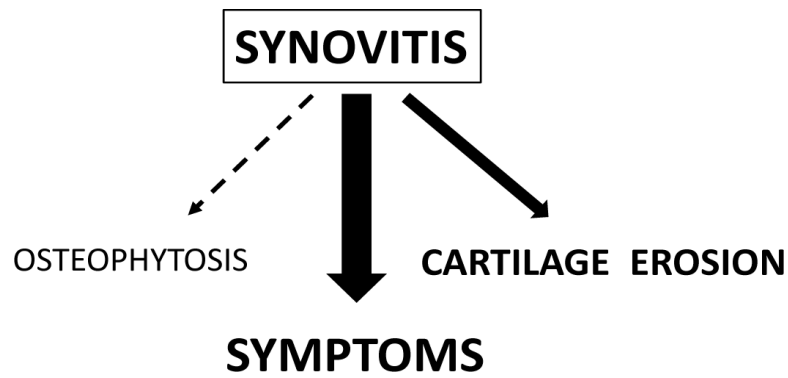 SYNOVITIS
OSTEOPHYTOSIS
CARTILAGE EROSION
SYMPTOMS